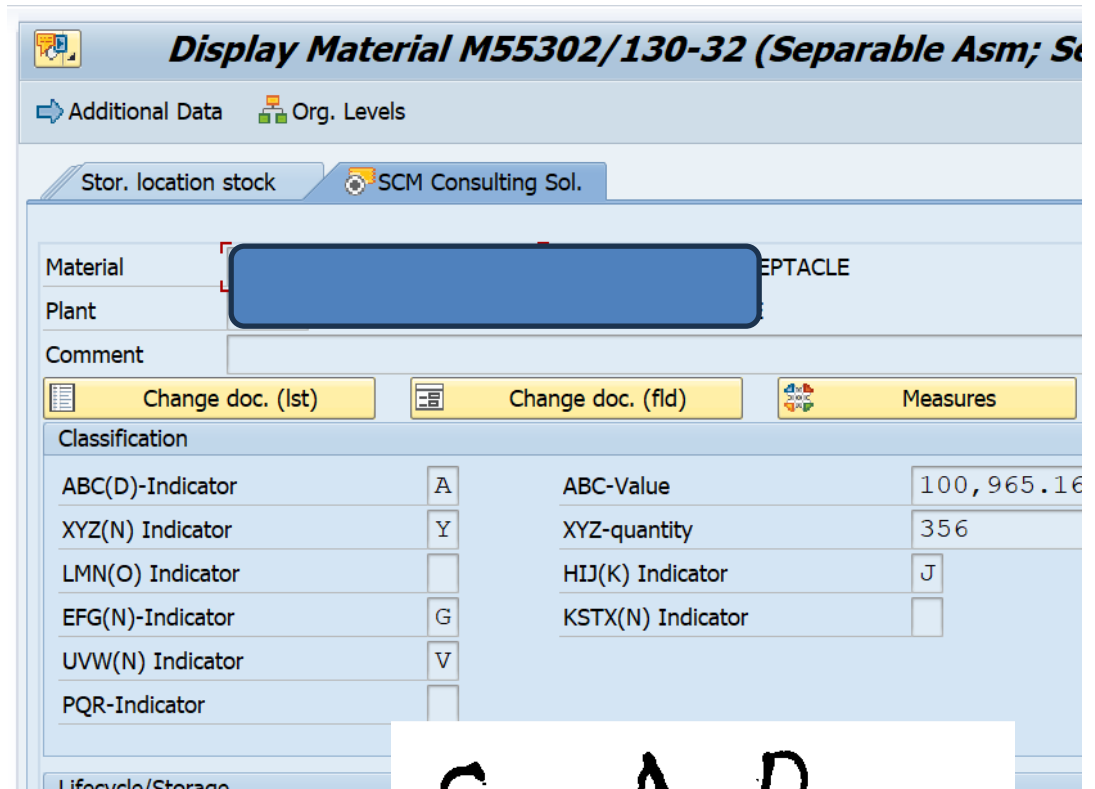 Display Material M55302/130-32 (Separable Asm;
Additional Data Org. Levels
Stor. location stock SCM Consulting Sol.
Material EPTACLE
Plant
Comment
Change doc. (lst) Change doc. (fld) Measures
Classification
ABC(D)-Indicator A ABC-Value 100,965.16
XYZ(N) Indicator Y XYZ-quantity 356
LMN(O) Indicator HIJ(K) Indicator J
EFG(N)-Indicator G KSTX(N) Indicator
UVW(N) Indicator V
PQR-Indicator
Lifecycle/Storage